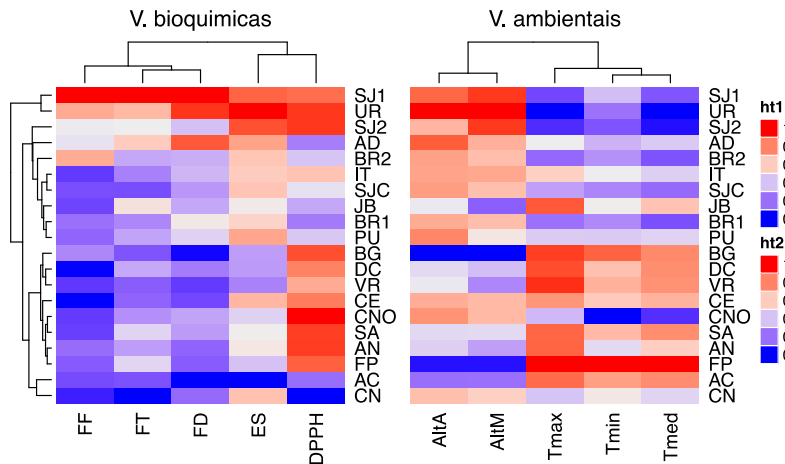 V. bioquimicas
V. ambientais
SJ1
UR
SJ2
AD
BR2
IT
SJC
JB
BR1
PU
BG
DC
VR
CE
CNO
SA
AN
FP
AC
CN
SJ1
UR
SJ2
AD
BR2
IT
SJC
JB
BR1
PU
BG
DC
VR
CE
CNO
SA
AN
FP
AC
CN
FF
FT
FD
ES
DPPH
AltA
AltM
Tmax
Tmin
Tmed
ht1
ht2